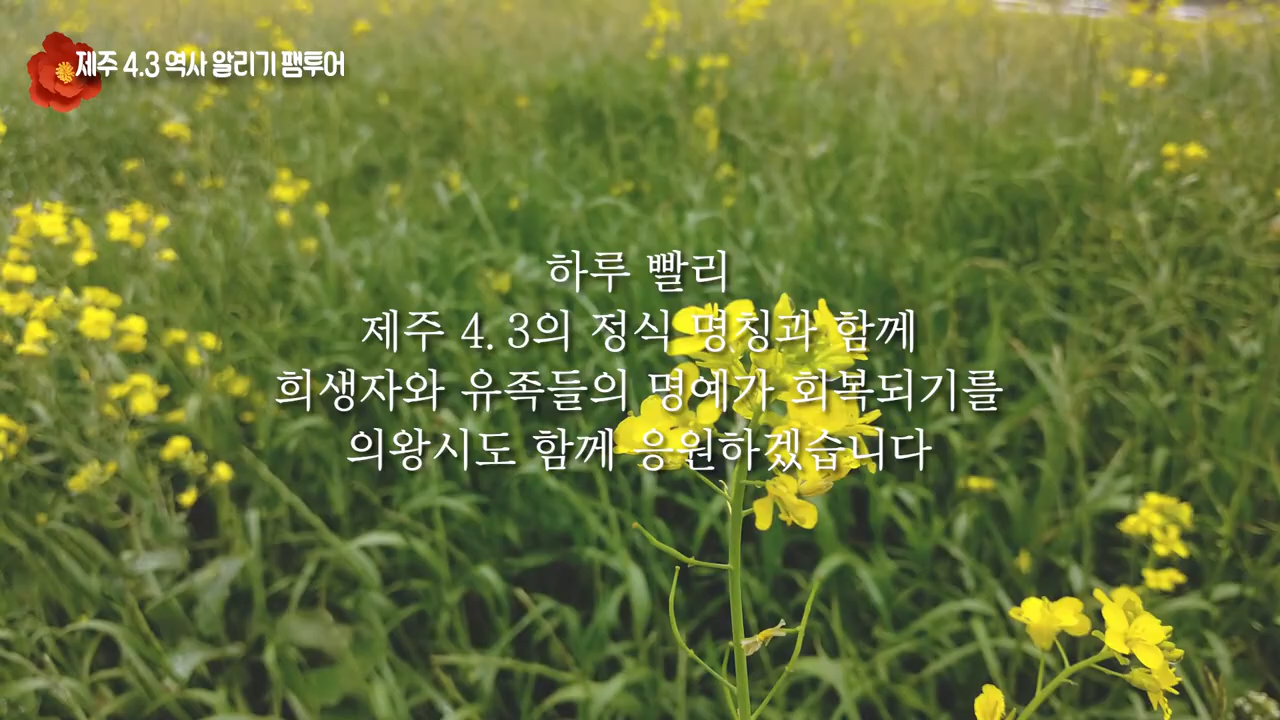 제주 4.3 역사 알리기 팸투어
하루 빨리
제주 4.3의 정식 명칭과 함께
희생자와 유족들의 명예가 회복되기를
의왕시도 함께 응원하겠습니다